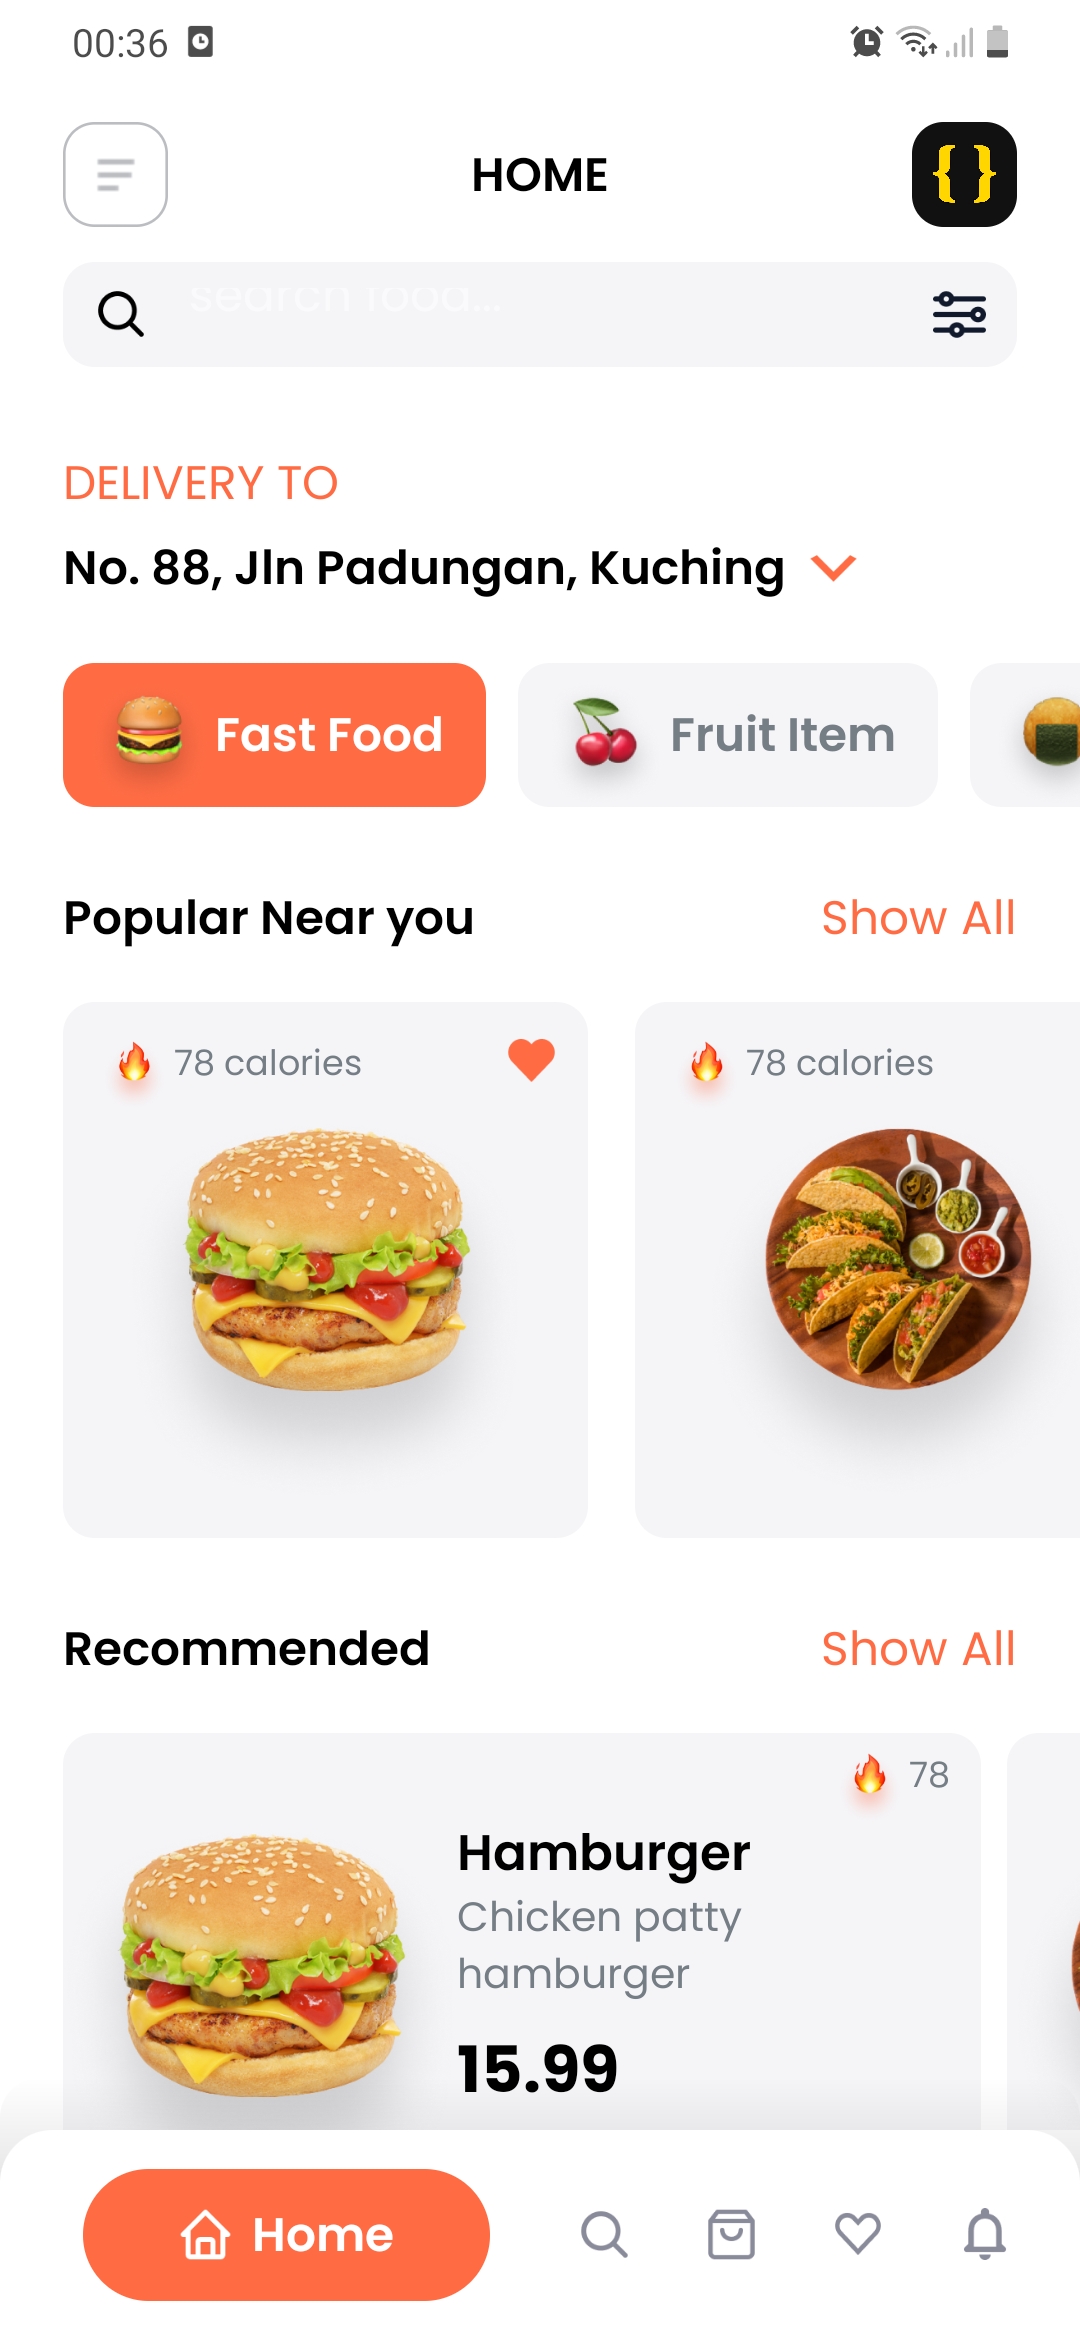 00:36
HOME
{ }
search food...
DELIVERY TO
No. 88, Jln Padungan, Kuching
Fast Food
Fruit Item
Popular Near you
Show All
78 calories
78 calories
Recommended
Show All
78
Hamburger
Chicken patty
hamburger
15.99
Home